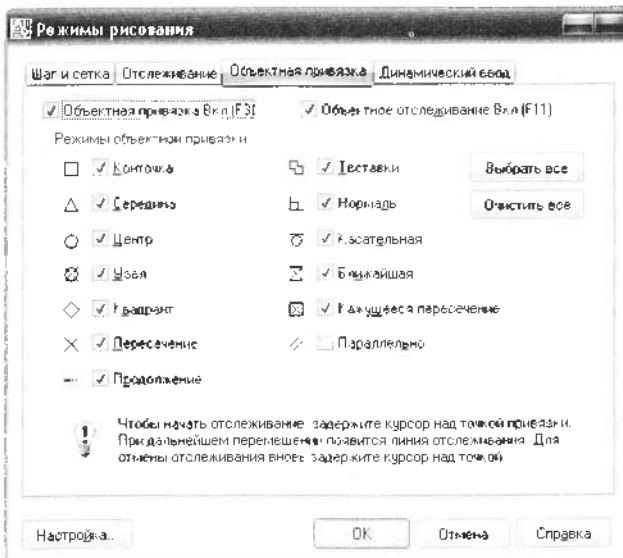 Режимы рисования
Шаг и сетка Отслеживание Объектная привязка Динамический ввод
Объектная привязка Вкл (F3) Объектное отслеживание Вкл (F11)
Режимы объектной привязки
Конточка Твставки Выбрать все
Середина Нормаль Очистить все
Центр Касательная
Узел Ближайшая
Квадрант Кажущееся пересечение
Пересечение Параллельно
Продолжение
Чтобы начать отслеживание, задержите курсор над точкой привязки.
При дальнейшем перемещении появится линия отслеживания. Для
отмены отслеживания вновь задержите курсор над точкой
Настройка.. OK Отмена Справка